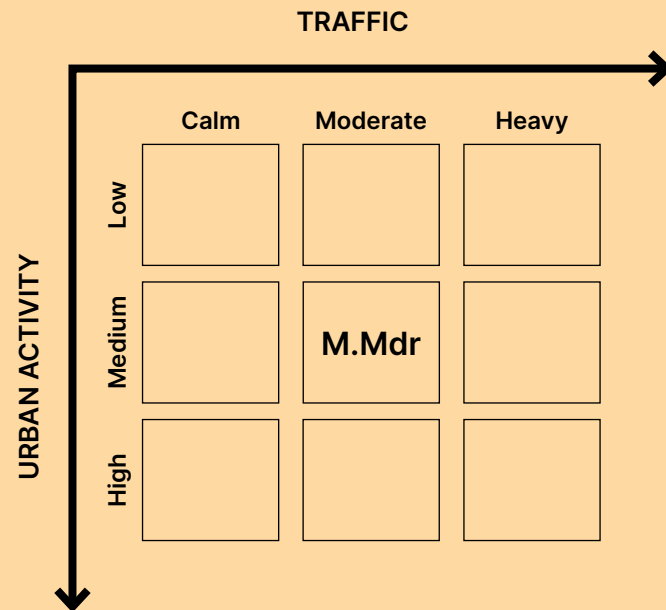 TRAFFIC
Calm Moderate Heavy
URBAN ACTIVITY
Low
Medium
M.Mdr
High